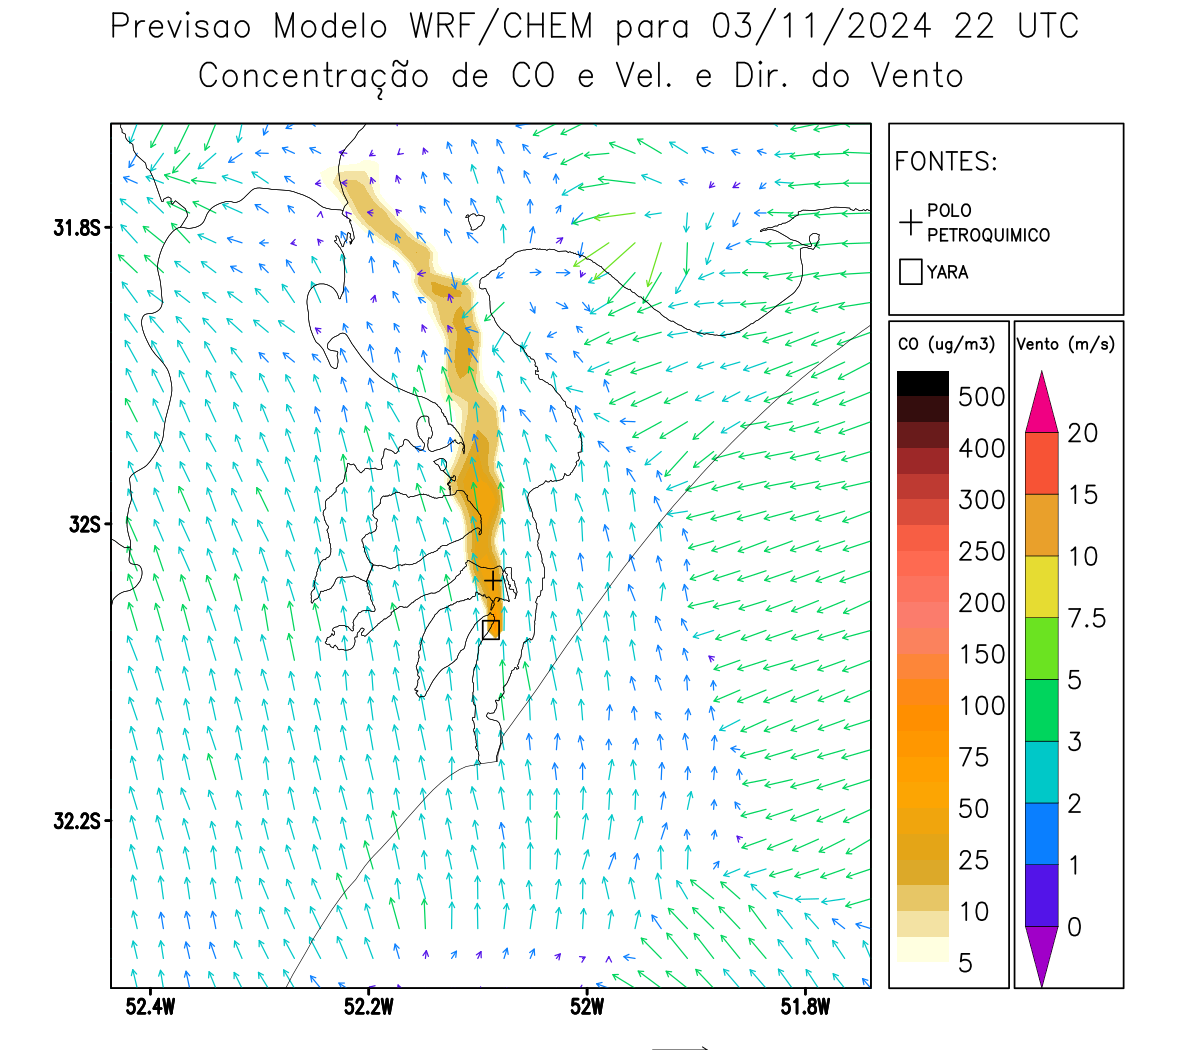 Previsao Modelo WRF/CHEM para 03/11/2024 22 UTC
Concentração de CO e Vel. e Dir. do Vento
FONTES:
POLO
PETROQUIMICO
YARA
CO (ug/m3)
500
400
300
250
200
150
100
75
50
25
10
5
Vento (m/s)
20
15
10
7.5
5
3
2
1
0
31.8S
32S
32.2S
52.4W
52.2W
52W
51.8W